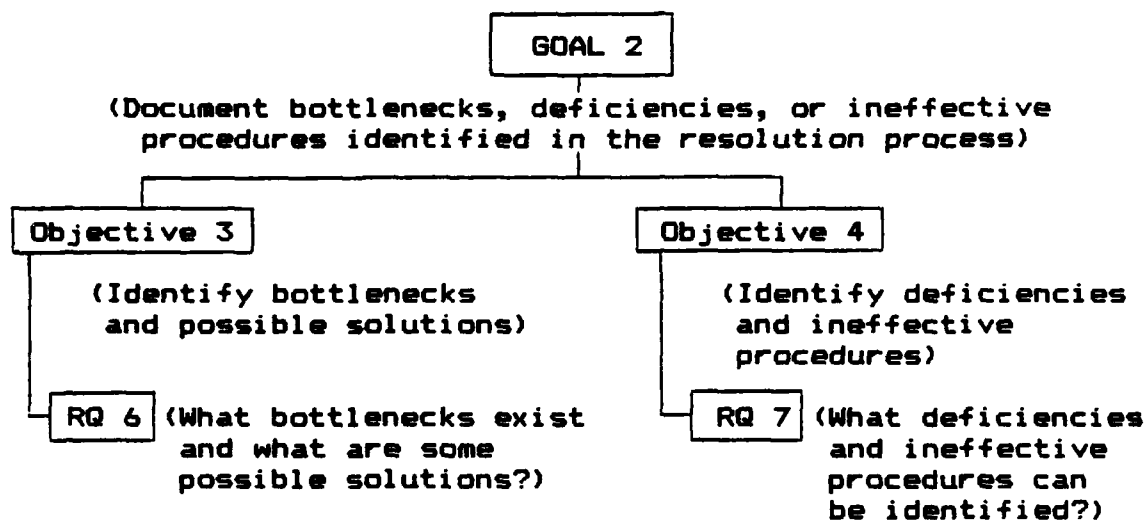 GOAL 2
(Document bottlenecks, deficiencies, or ineffective
procedures identified in the resolution process)
Objective 3
(Identify bottlenecks
and possible solutions)
RQ 6 (What bottlenecks exist
and what are some
possible solutions?)
Objective 4
(Identify deficiencies
and ineffective
procedures)
RQ 7 (What deficiencies
and ineffective
procedures can
be identified?)